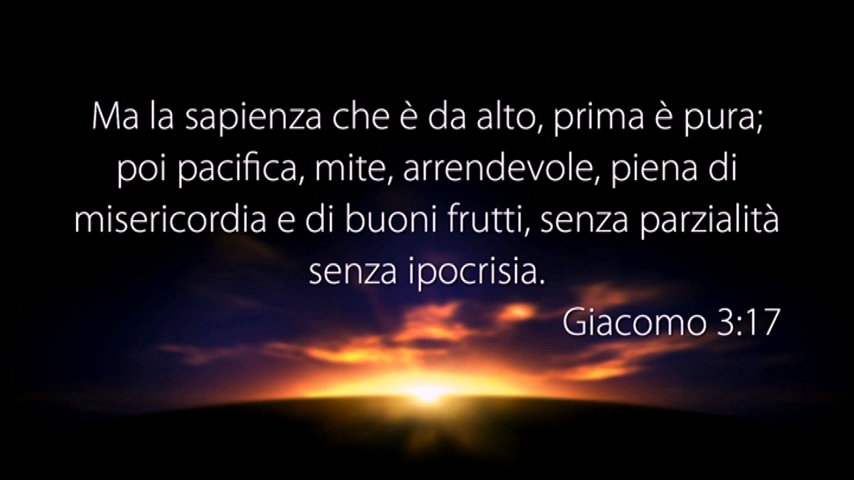 Ma la sapienza che è da alto, prima è pura;
poi pacifica, mite, arrendevole, piena di
misericordia e di buoni frutti, senza parzialità
senza ipocrisia.
Giacomo 3:17